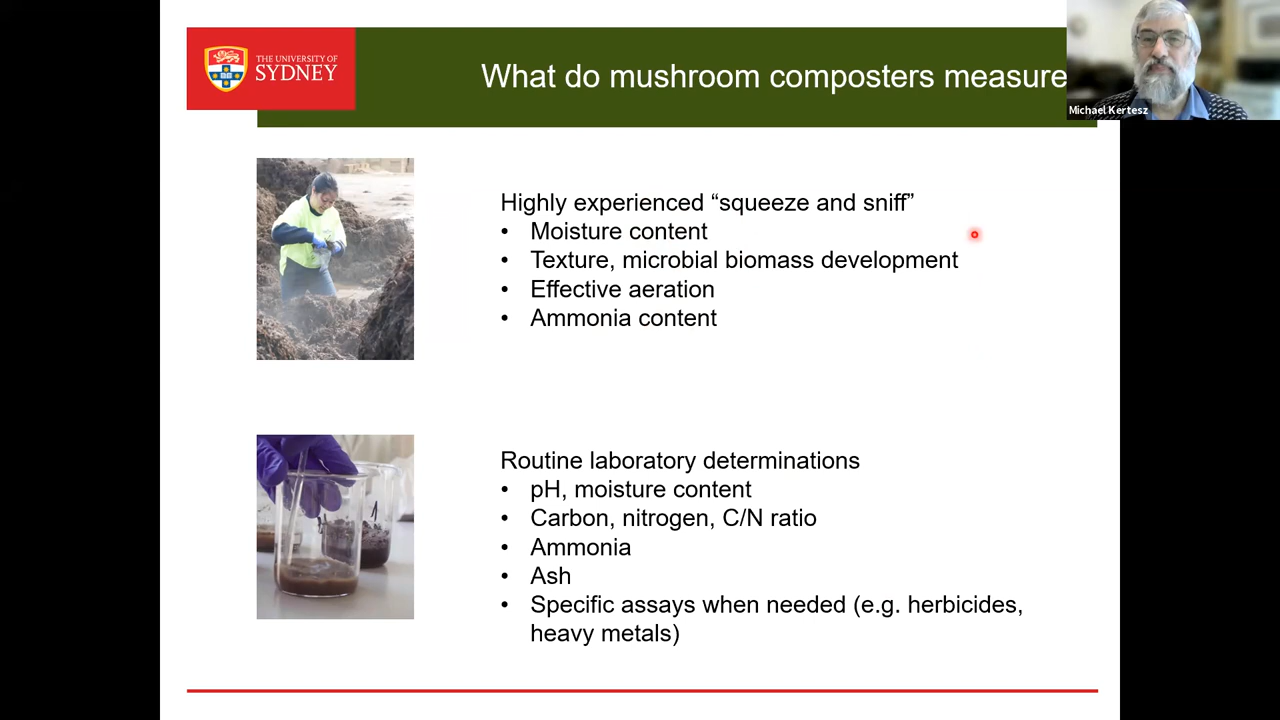 THE UNIVERSITY OF
SYDNEY
What do mushroom composters measure
Michael Kertesz
Highly experienced “squeeze and sniff”
• Moisture content
• Texture, microbial biomass development
• Effective aeration
• Ammonia content
Routine laboratory determinations
• pH, moisture content
• Carbon, nitrogen, C/N ratio
• Ammonia
• Ash
• Specific assays when needed (e.g. herbicides,
heavy metals)